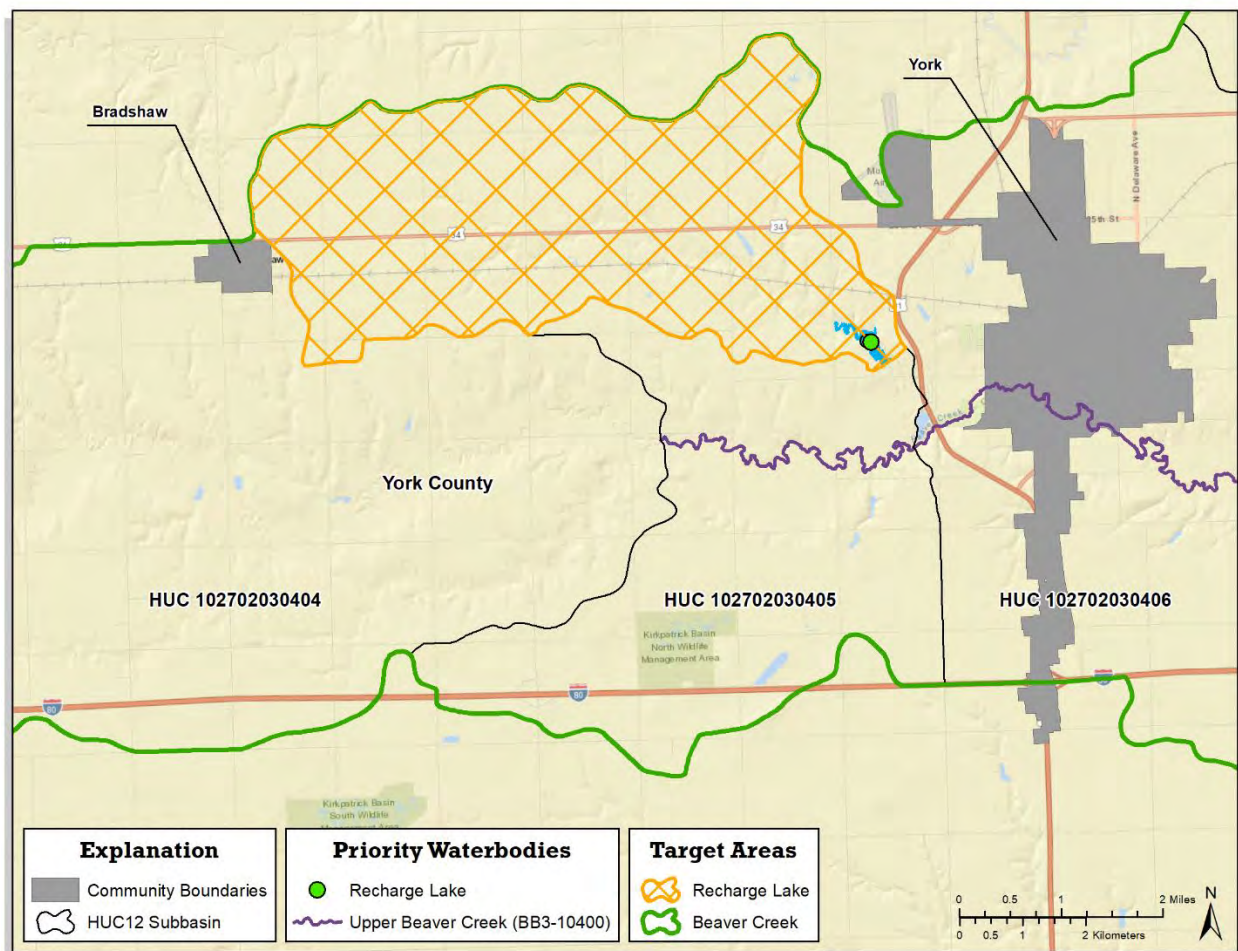 York
Bradshaw
N Delaware Ave
15th St
34
34
York County
HUC 102702030404
HUC 102702030405
HUC 102702030406
Kirkpatrick Basin
North Wildlife
Management Area
80
80
Kirkpatrick Basin
South Wildlife
Management Area
Explanation
Community Boundaries
HUC12 Subbasin
Priority Waterbodies
Recharge Lake
Upper Beaver Creek (BB3-10400)
Target Areas
Recharge Lake
Beaver Creek
0 0.5 1 2 Miles
0 0.5 1 2 Kilometers
N